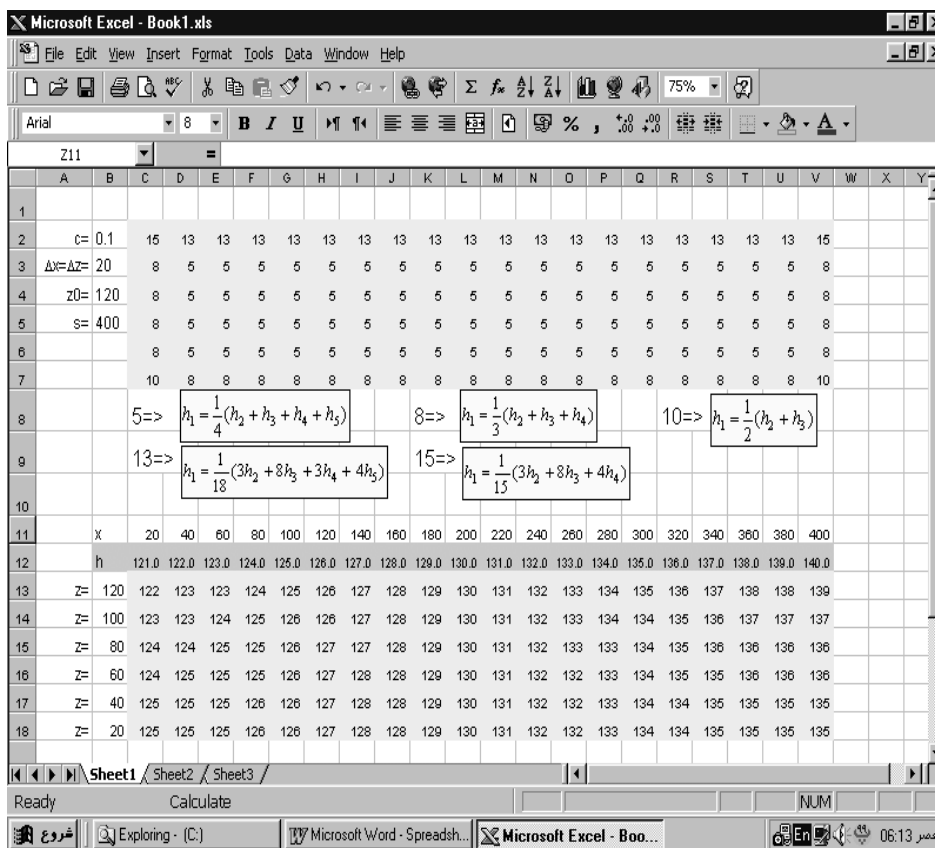 Microsoft Excel - Book1.xls
File Edit View Insert Format Tools Data Window Help
75%
Arial 8 B I U
Z11 =
A B C D E F G H I J K L M N O P Q R S T U V W X Y
1
2 c= 0.1 15 13 13 13 13 13 13 13 13 13 13 13 13 13 13 13 13 13 13 15
3 Δx=Δz= 20 8 5 5 5 5 5 5 5 5 5 5 5 5 5 5 5 5 5 5 8
4 z0= 120 8 5 5 5 5 5 5 5 5 5 5 5 5 5 5 5 5 5 5 8
5 s= 400 8 5 5 5 5 5 5 5 5 5 5 5 5 5 5 5 5 5 5 8
6 8 5 5 5 5 5 5 5 5 5 5 5 5 5 5 5 5 5 5 8
7 10 8 8 8 8 8 8 8 8 8 8 8 8 8 8 8 8 8 8 10
8 5=> h₁ = 1/4 (h₂ + h₃ + h₄ + h₅) 8=> h₁ = 1/3 (h₂ + h₃ + h₄) 10=> h₁ = 1/2 (h₂ + h₃)
9 13=> h₁ = 1/18 (3h₂ + 8h₃ + 3h₄ + 4h₅) 15=> h₁ = 1/15 (3h₂ + 8h₃ + 4h₄)
10
11 X 20 40 60 80 100 120 140 160 180 200 220 240 260 280 300 320 340 360 380 400
12 h 121.0 122.0 123.0 124.0 125.0 126.0 127.0 128.0 129.0 130.0 131.0 132.0 133.0 134.0 135.0 136.0 137.0 138.0 139.0 140.0
13 z= 120 122 123 123 124 125 126 127 128 129 130 131 132 133 134 135 136 137 138 138 139
14 z= 100 123 123 124 125 125 126 127 128 129 130 131 132 133 134 134 135 136 137 137 137
15 z= 80 124 124 125 125 126 127 127 128 129 130 131 132 133 133 134 135 136 136 136 136
16 z= 60 124 125 125 125 126 127 128 128 129 130 131 132 132 133 134 135 135 136 136 136
17 z= 40 125 125 125 126 126 127 128 128 129 130 131 132 132 133 134 134 135 135 135 135
18 z= 20 125 125 125 126 126 127 128 128 129 130 131 132 132 133 134 134 135 135 135 135
Sheet1 Sheet2 Sheet3
Ready Calculate NUM
شروع Exploring - (C:) Microsoft Word - Spreadsh... Microsoft Excel - Boo... En 06:13